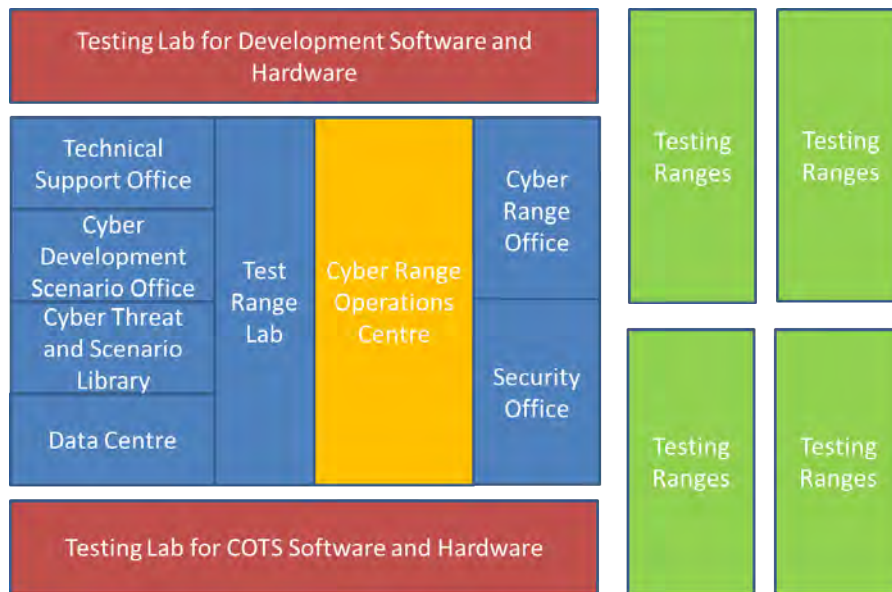 Testing Lab for Development Software and
Hardware
Technical
Support Office
Cyber
Development
Scenario Office
Cyber Threat
and Scenario
Library
Data Centre
Test
Range
Lab
Cyber Range
Operations
Centre
Cyber
Range
Office
Security
Office
Testing Lab for COTS Software and Hardware
Testing
Ranges
Testing
Ranges
Testing
Ranges
Testing
Ranges